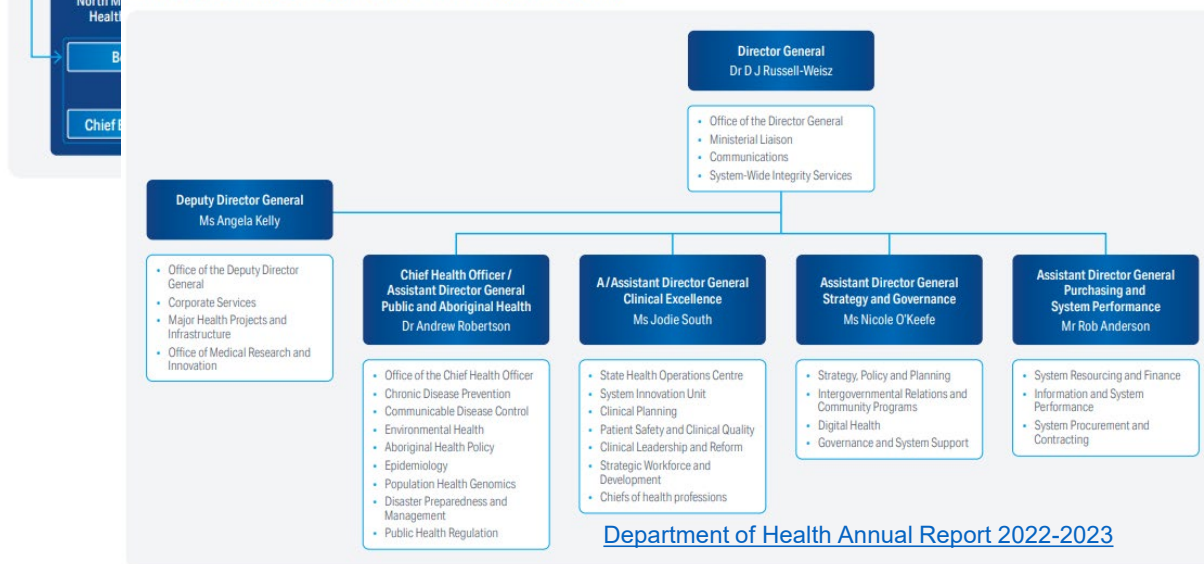 North M
Healt
B
Chief E
Director General
Dr D J Russell-Weisz
• Office of the Director General
• Ministerial Liaison
• Communications
• System-Wide Integrity Services
Deputy Director General
Ms Angela Kelly
• Office of the Deputy Director
General
• Corporate Services
• Major Health Projects and
Infrastructure
• Office of Medical Research and
Innovation
Chief Health Officer /
Assistant Director General
Public and Aboriginal Health
Dr Andrew Robertson
• Office of the Chief Health Officer
• Chronic Disease Prevention
• Communicable Disease Control
• Environmental Health
• Aboriginal Health Policy
• Epidemiology
• Population Health Genomics
• Disaster Preparedness and
Management
• Public Health Regulation
A/Assistant Director General
Clinical Excellence
Ms Jodie South
• State Health Operations Centre
• System Innovation Unit
• Clinical Planning
• Patient Safety and Clinical Quality
• Clinical Leadership and Reform
• Strategic Workforce and
Development
• Chiefs of health professions
Assistant Director General
Strategy and Governance
Ms Nicole O'Keefe
• Strategy, Policy and Planning
• Intergovernmental Relations and
Community Programs
• Digital Health
• Governance and System Support
Assistant Director General
Purchasing and
System Performance
Mr Rob Anderson
• System Resourcing and Finance
• Information and System
Performance
• System Procurement and
Contracting
Department of Health Annual Report 2022-2023